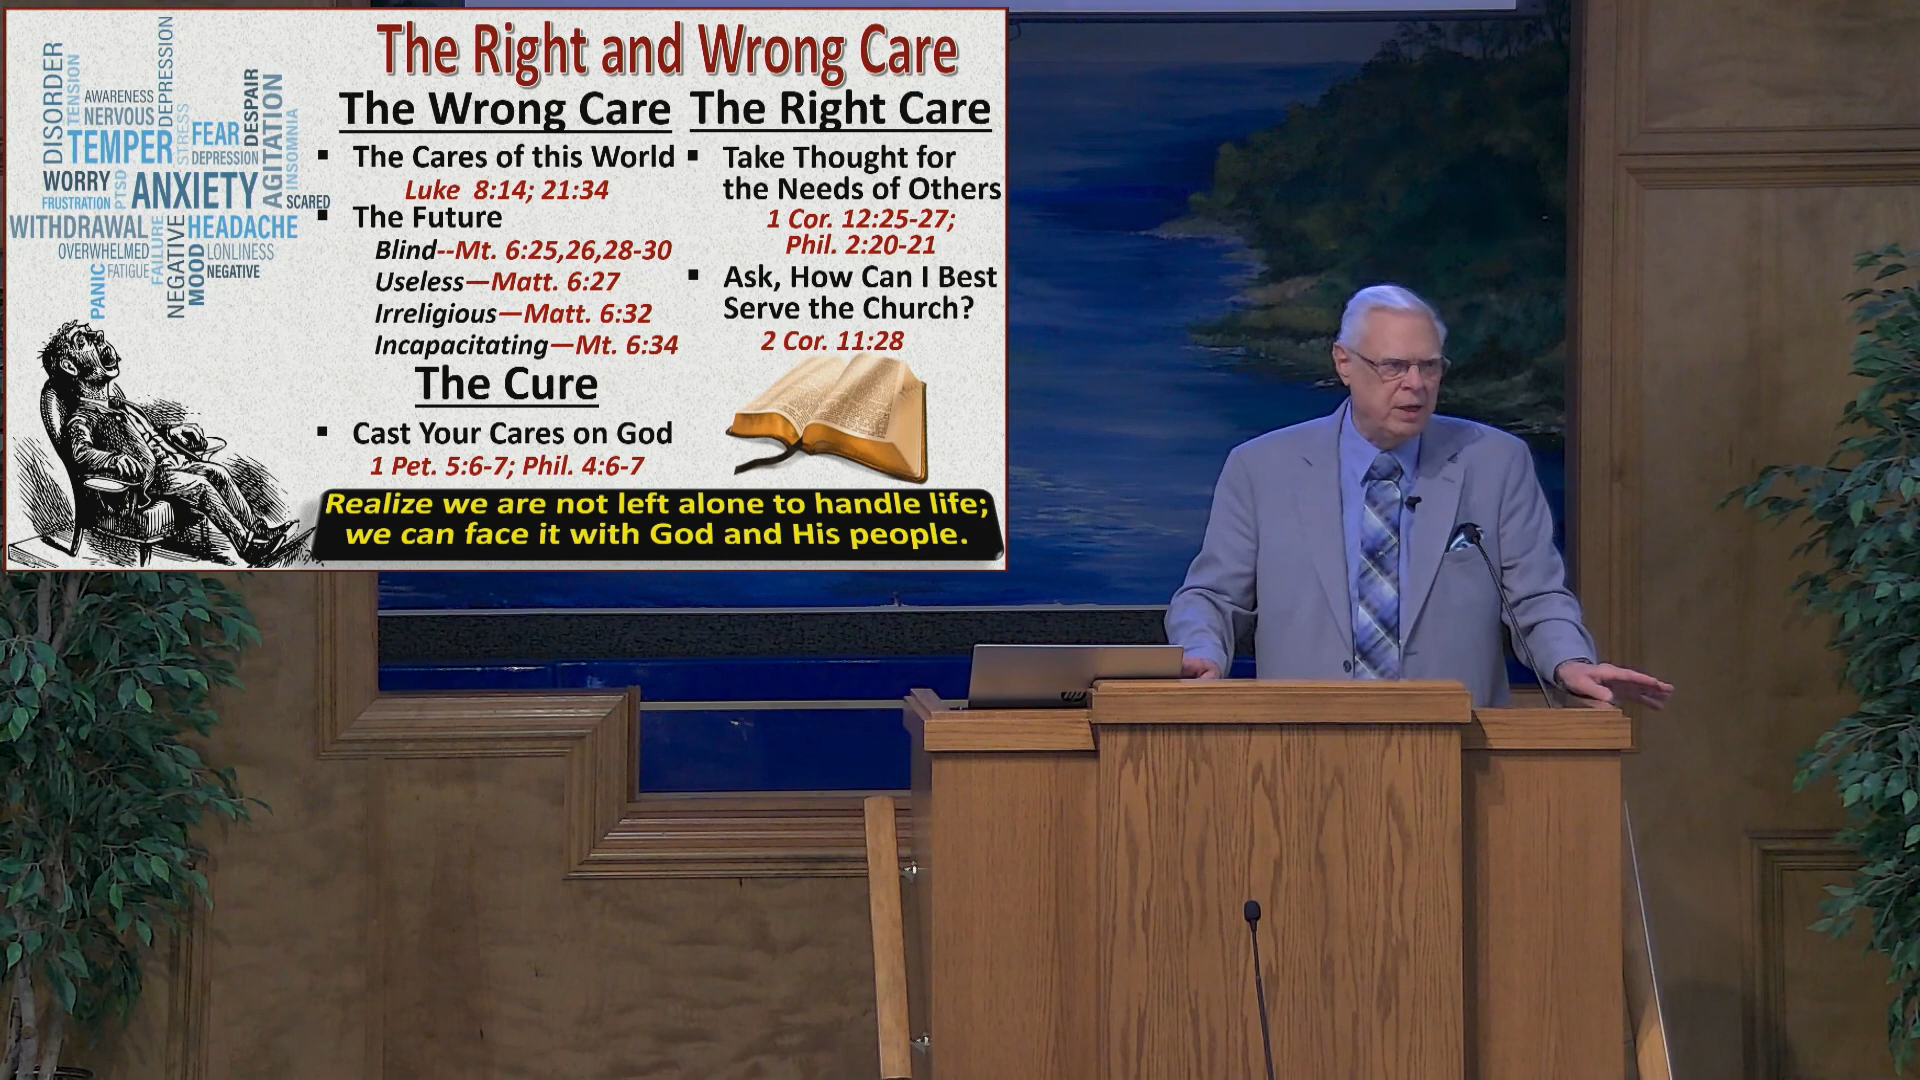 The Right and Wrong Care
DISORDER
TENSION
DEPRESSION
AWARENESS
NERVOUS
STRESS
TEMPER
FEAR
DEPRESSION
DESPAIR
AGITATION
INSOMNIA
WORRY
PTSD
ANXIETY
FRUSTRATION
SCARED
WITHDRAWAL
FAILURE
NEGATIVE
HEADACHE
OVERWHELMED
MOOD
LONLINESS
PANIC
FATIGUE
NEGATIVE
The Wrong Care
▪ The Cares of this World
Luke 8:14; 21:34
▪ The Future
Blind--Mt. 6:25,26,28-30
Useless—Matt. 6:27
Irreligious—Matt. 6:32
Incapacitating—Mt. 6:34
The Right Care
▪ Take Thought for
the Needs of Others
1 Cor. 12:25-27;
Phil. 2:20-21
▪ Ask, How Can I Best
Serve the Church?
2 Cor. 11:28
The Cure
▪ Cast Your Cares on God
1 Pet. 5:6-7; Phil. 4:6-7
Realize we are not left alone to handle life;
we can face it with God and His people.
hp